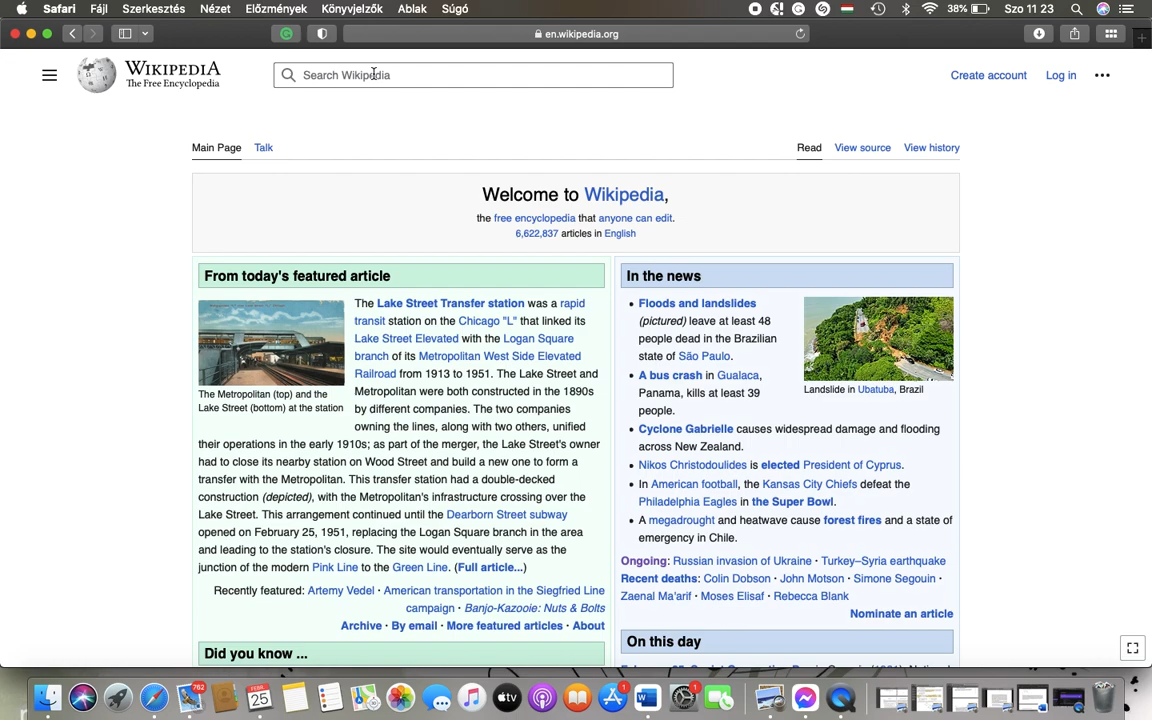 Safari Fájl Szerkesztés Nézet Előzmények Könyvjelzők Ablak Súgó 38% Szo 11 23
en.wikipedia.org
WIKIPEDIA
The Free Encyclopedia
Search Wikipedia
Create account Log in
Main Page Talk Read View source View history
Welcome to Wikipedia,
the free encyclopedia that anyone can edit.
6,622,837 articles in English
From today's featured article
The Lake Street Transfer station was a rapid
transit station on the Chicago "L" that linked its
Lake Street Elevated with the Logan Square
branch of its Metropolitan West Side Elevated
Railroad from 1913 to 1951. The Lake Street and
Metropolitan were both constructed in the 1890s
by different companies. The two companies
owning the lines, along with two others, unified
their operations in the early 1910s; as part of the merger, the Lake Street's owner
had to close its nearby station on Wood Street and build a new one to form a
transfer with the Metropolitan. This transfer station had a double-decked
construction (depicted), with the Metropolitan's infrastructure crossing over the
Lake Street. This arrangement continued until the Dearborn Street subway
opened on February 25, 1951, replacing the Logan Square branch in the area
and leading to the station's closure. The site would eventually serve as the
junction of the modern Pink Line to the Green Line. (Full article...)
The Metropolitan (top) and the
Lake Street (bottom) at the station
Recently featured: Artemy Vedel · American transportation in the Siegfried Line
campaign · Banjo-Kazooie: Nuts & Bolts
Archive · By email · More featured articles · About
Did you know ...
In the news
Floods and landslides
(pictured) leave at least 48
people dead in the Brazilian
state of São Paulo.
A bus crash in Gualaca,
Panama, kills at least 39
people.
Landslide in Ubatuba, Brazil
Cyclone Gabrielle causes widespread damage and flooding
across New Zealand.
Nikos Christodoulides is elected President of Cyprus.
In American football, the Kansas City Chiefs defeat the
Philadelphia Eagles in the Super Bowl.
A megadrought and heatwave cause forest fires and a state of
emergency in Chile.
Ongoing: Russian invasion of Ukraine · Turkey–Syria earthquake
Recent deaths: Colin Dobson · John Motson · Simone Segouin ·
Zaenal Ma'arif · Moses Elisaf · Rebecca Blank
Nominate an article
On this day
762
FEBR.
25
tv
1
W
1